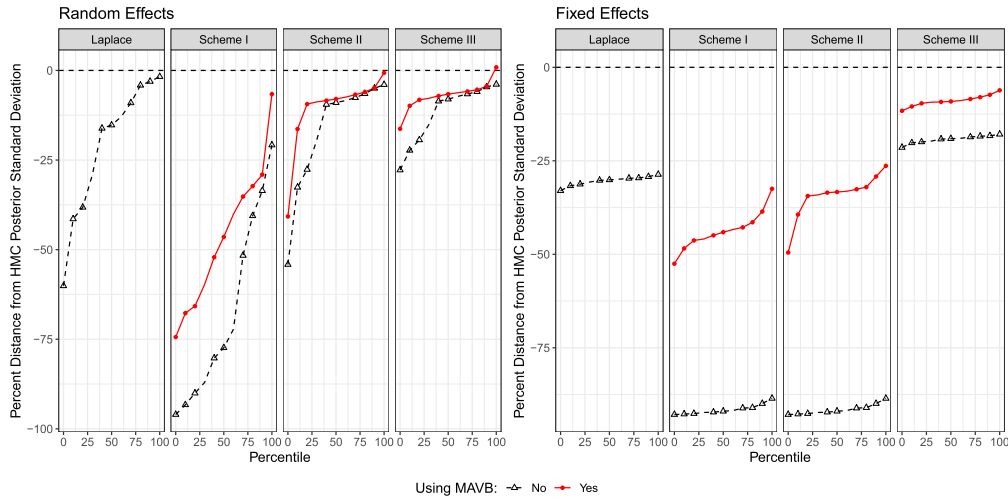 Random Effects
Fixed Effects
Laplace
Scheme I
Scheme II
Scheme III
Laplace
Scheme I
Scheme II
Scheme III
Percent Distance from HMC Posterior Standard Deviation
0
−25
−50
−75
−100
Percent Distance from HMC Posterior Standard Deviation
0
−25
−50
−75
0 25 50 75 100
0 25 50 75 100
0 25 50 75 100
0 25 50 75 100
0 25 50 75 100
0 25 50 75 100
0 25 50 75 100
0 25 50 75 100
Percentile
Percentile
Using MAVB: No Yes